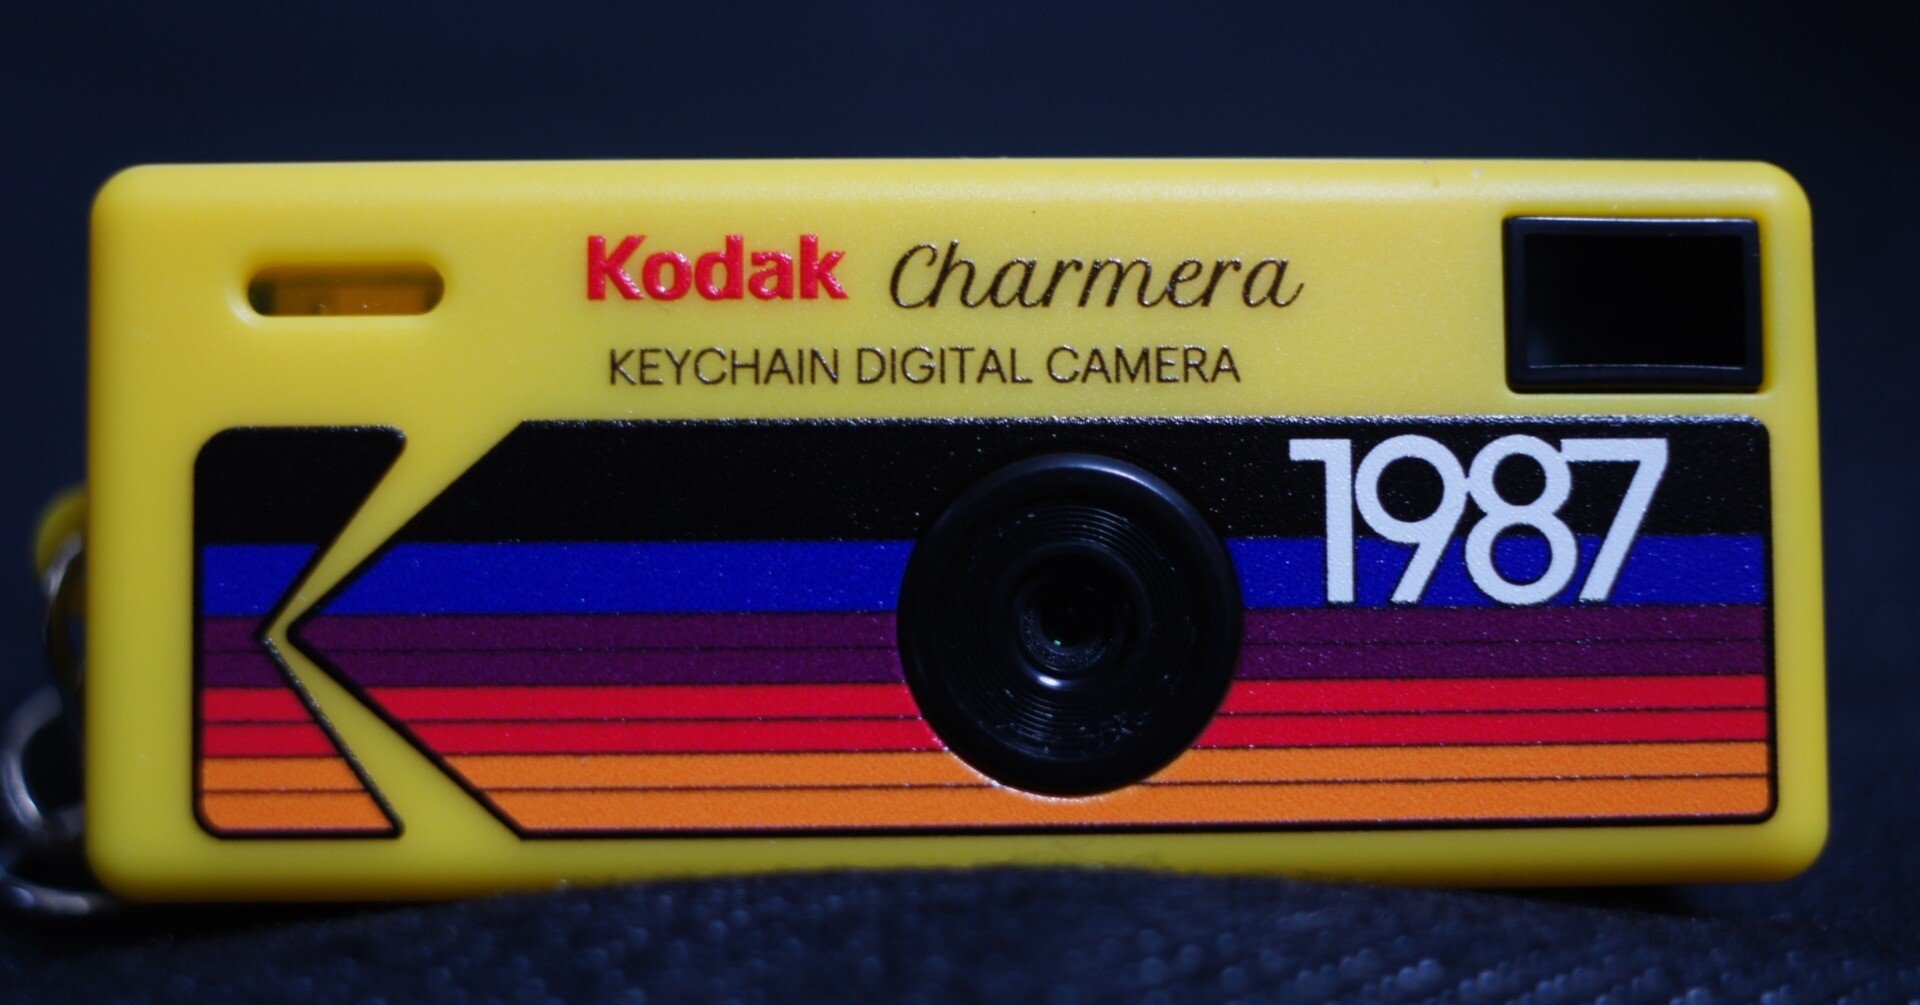 Kodak Charmera
KEYCHAIN DIGITAL CAMERA
1987